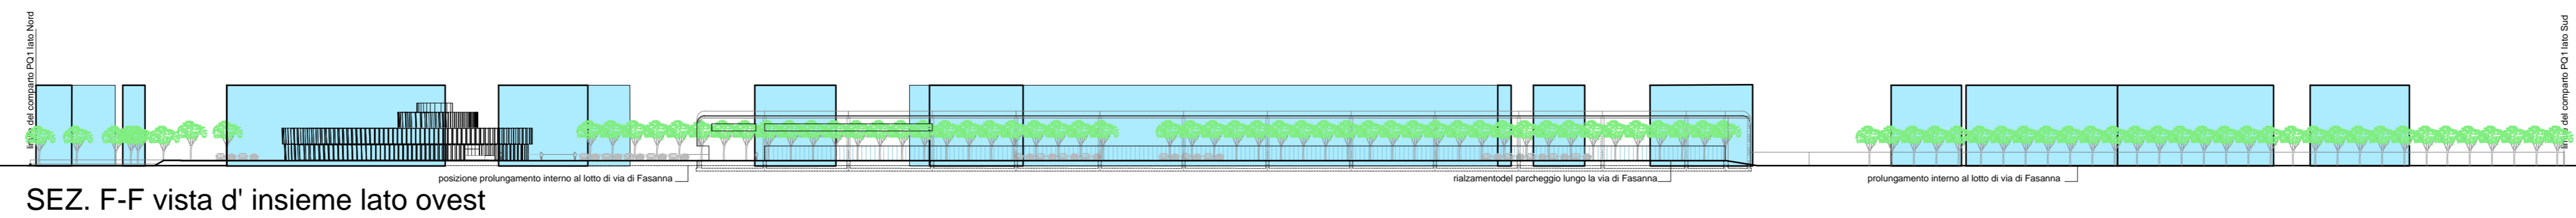 limite del comparto PQ1 lato Nord
limite del comparto PQ1 lato Sud
posizione prolungamento interno al lotto di via di Fasanna
rialzamentodel parcheggio lungo la via di Fasanna
prolungamento interno al lotto di via di Fasanna
SEZ. F-F vista d' insieme lato ovest